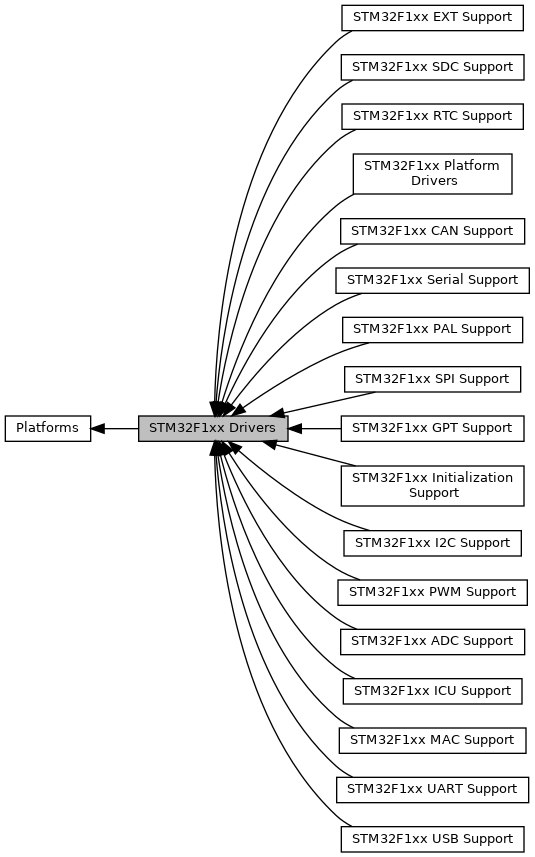 STM32F1xx EXT Support
STM32F1xx SDC Support
STM32F1xx RTC Support
STM32F1xx Platform
Drivers
STM32F1xx CAN Support
STM32F1xx Serial Support
STM32F1xx PAL Support
STM32F1xx SPI Support
Platforms
STM32F1xx Drivers
STM32F1xx GPT Support
STM32F1xx Initialization
Support
STM32F1xx I2C Support
STM32F1xx PWM Support
STM32F1xx ADC Support
STM32F1xx ICU Support
STM32F1xx MAC Support
STM32F1xx UART Support
STM32F1xx USB Support